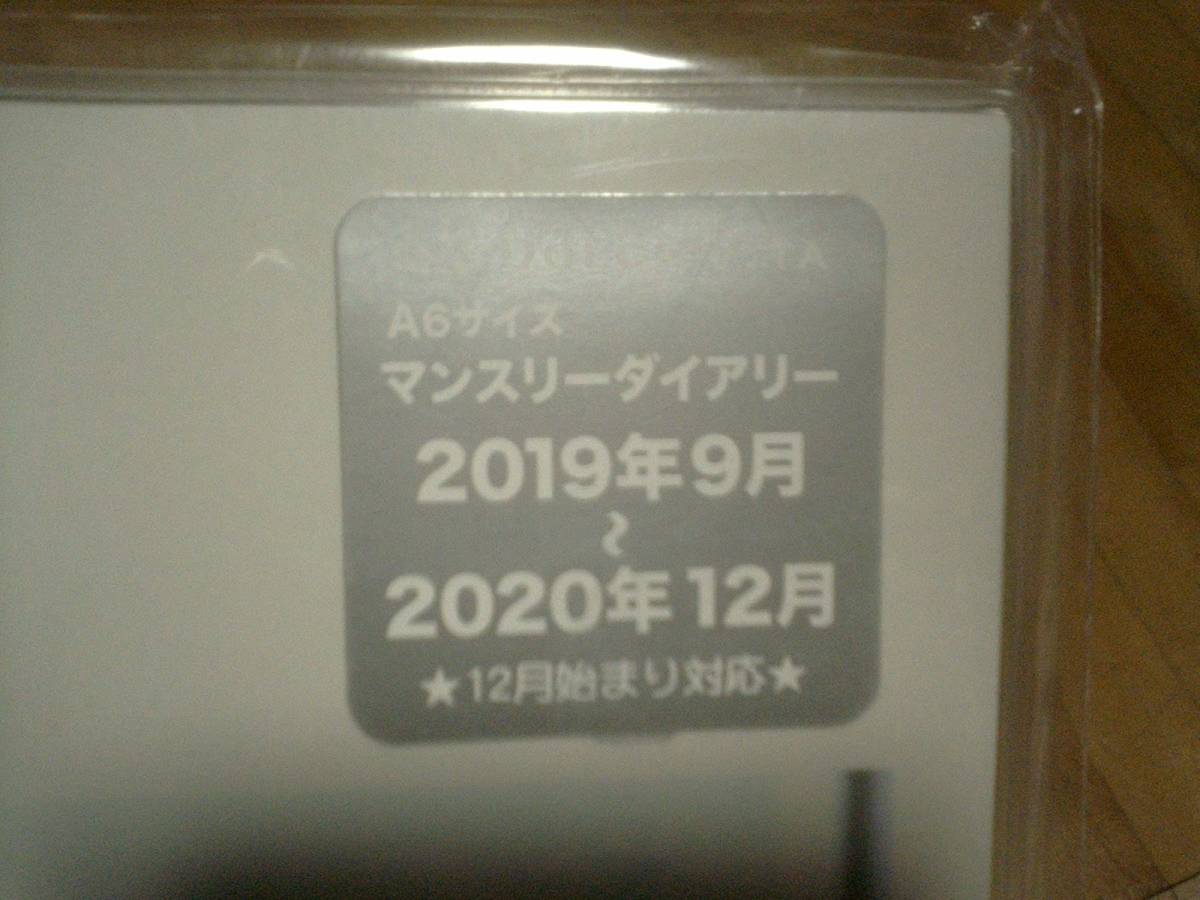 A6サイズ
マンスリーダイアリー
2019年9月
〜
2020年12月
★12月始まり対応★